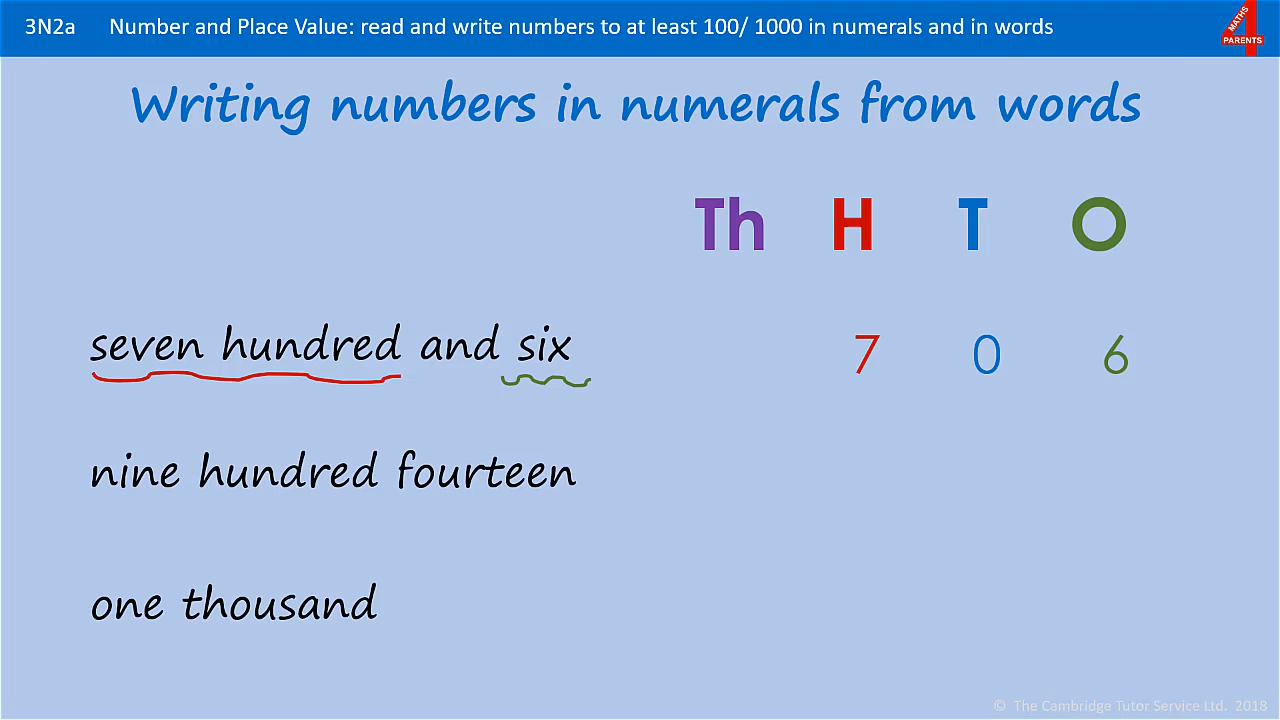 3N2a Number and Place Value: read and write numbers to at least 100/ 1000 in numerals and in words
MATHS
4
PARENTS
Writing numbers in numerals from words
Th H T O
seven hundred and six 7 0 6
nine hundred fourteen
one thousand
© The Cambridge Tutor Service Ltd. 2018